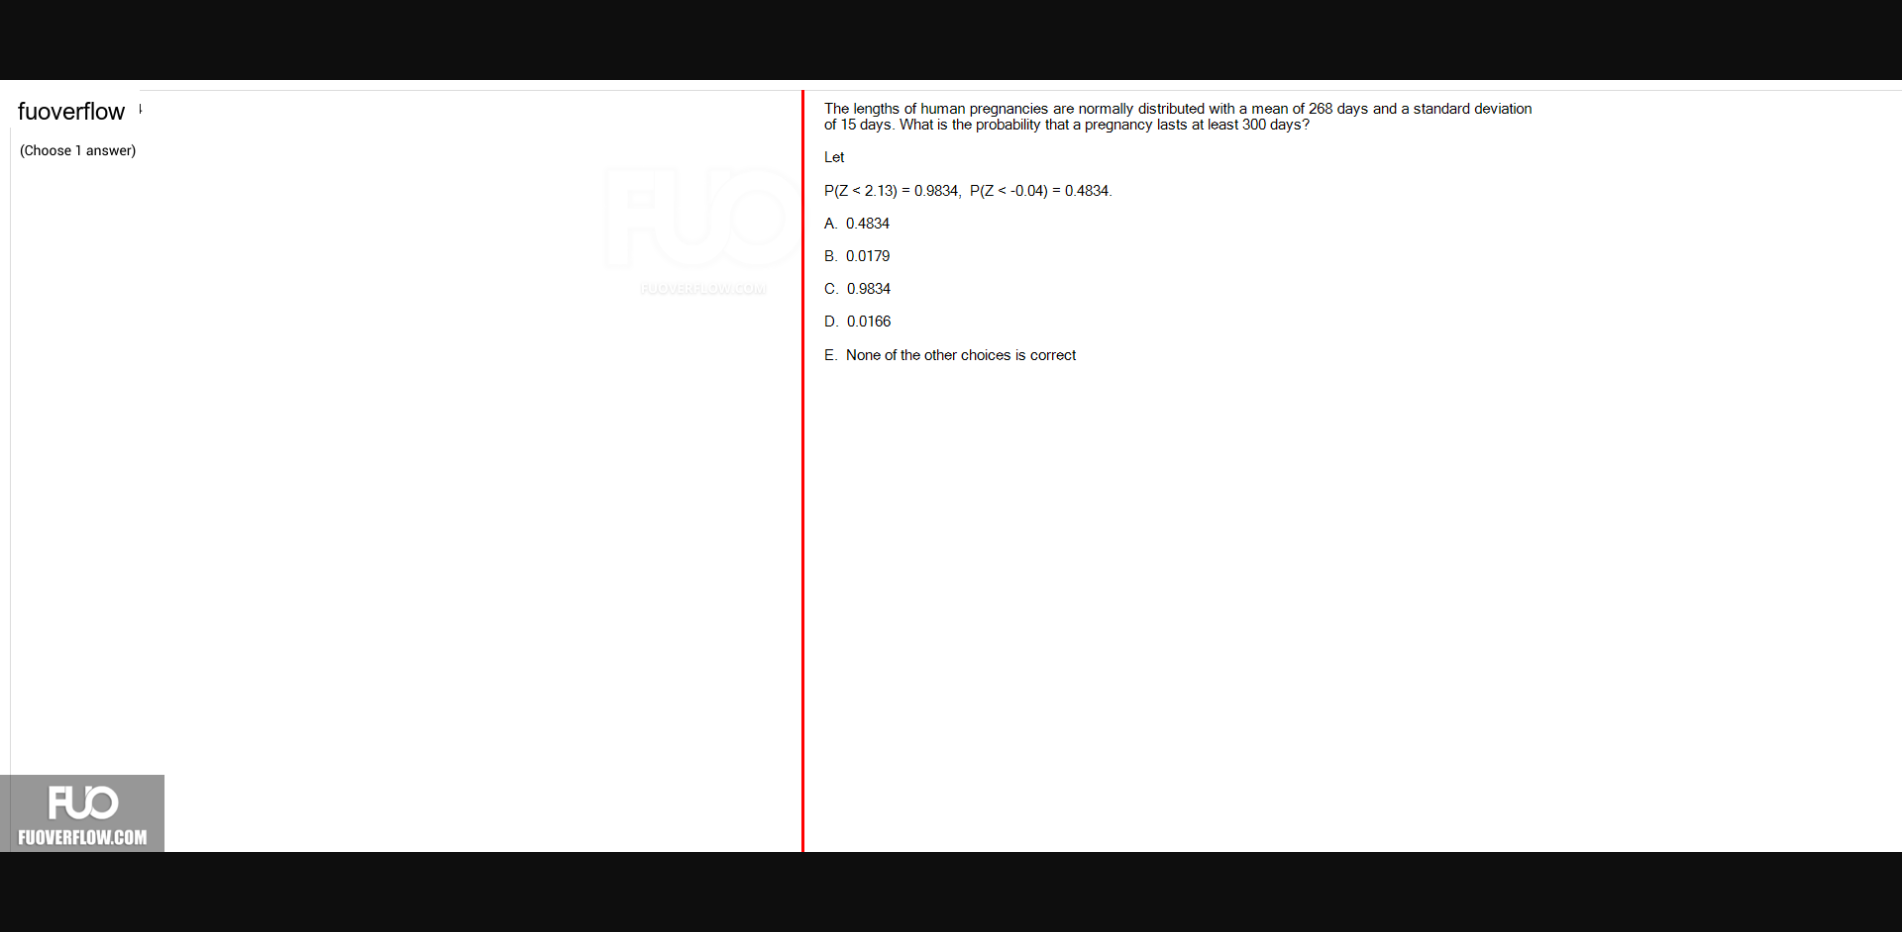 fuoverflow
(Choose 1 answer)
The lengths of human pregnancies are normally distributed with a mean of 268 days and a standard deviation
of 15 days. What is the probability that a pregnancy lasts at least 300 days?
Let
P(Z < 2.13) = 0.9834, P(Z < -0.04) = 0.4834.
A. 0.4834
B. 0.0179
C. 0.9834
D. 0.0166
E. None of the other choices is correct
FUO
FUOVERFLOW.COM
FUO
FUOVERFLOW.COM